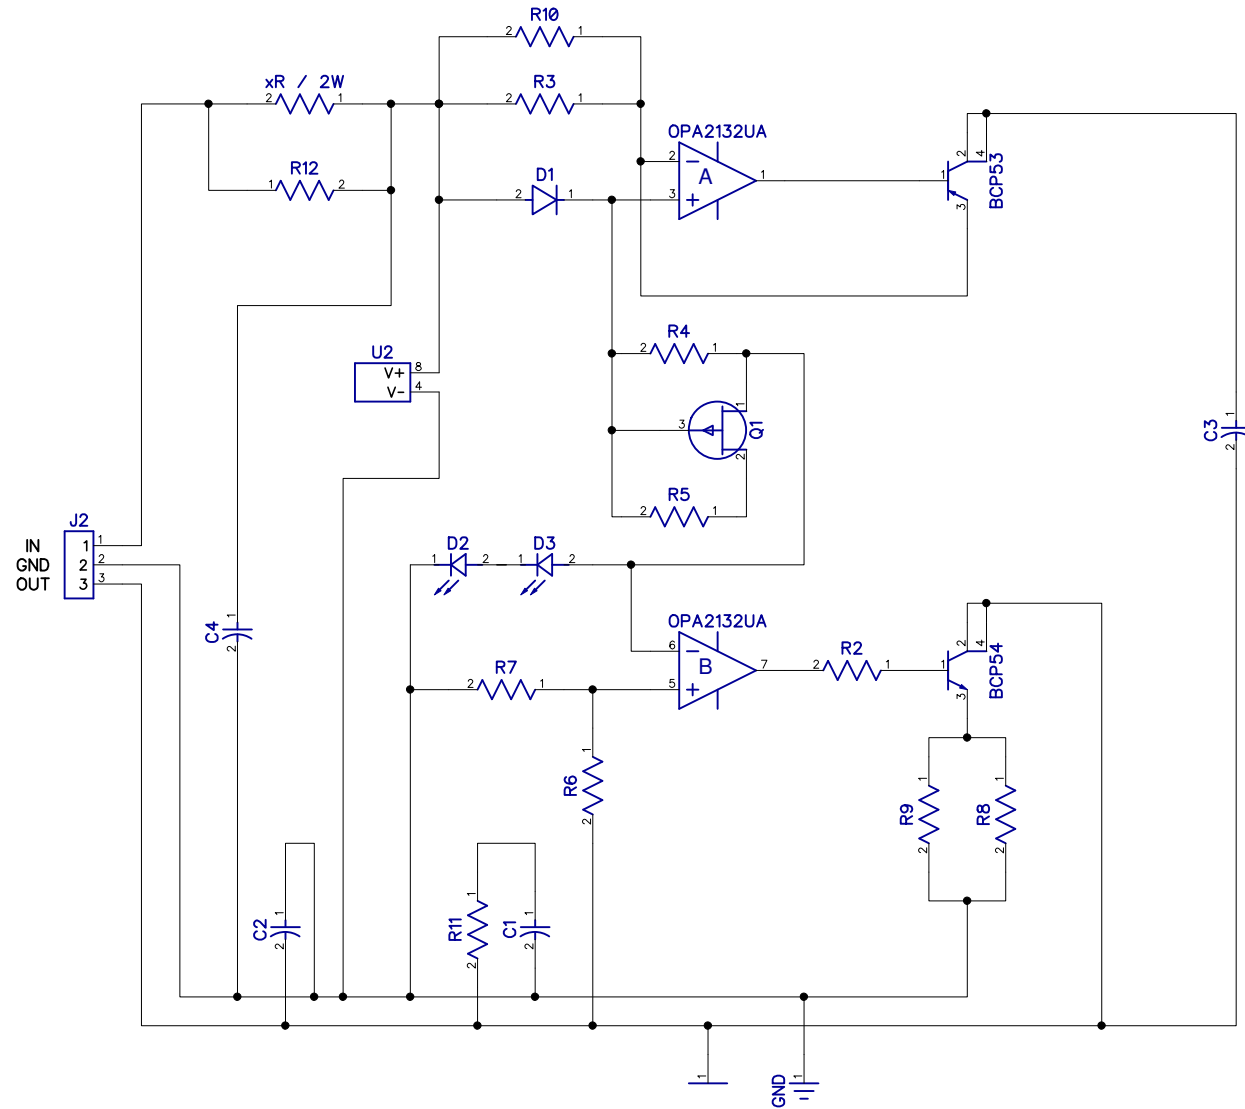 R10
2 1
xR / 2W
2 1
R3
2 1
OPA2132UA
R12
1 2
2
3
A
1
D1
2 1
1
2
4
3
BCP53
R4
2 1
U2
V+ 8
V- 4
3
1
2
Q1
C3
1
2
R5
2 1
J2
IN 1 1
GND 2 2
OUT 3 3
D2
1 2
D3
1 2
C4
1
2
OPA2132UA
6
5
B
7
R2
2 1
1
2
4
3
BCP54
R7
2 1
R6
1
2
R9
1
2
R8
1
2
C2
1
2
R11
1
2
C1
1
2
1
GND
1